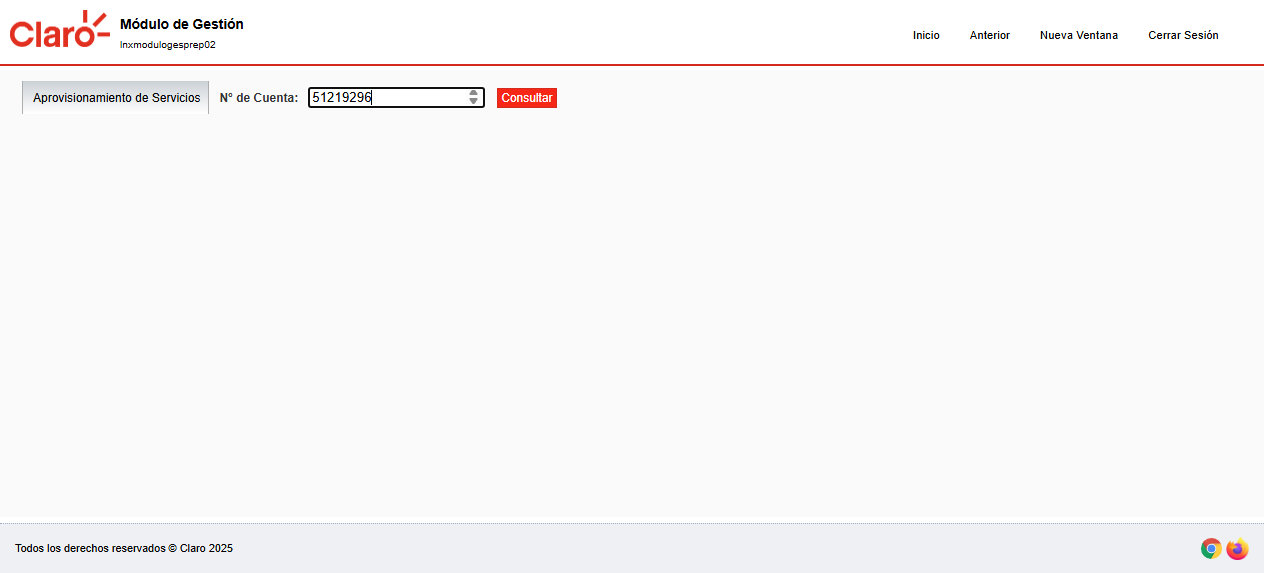 Claro
Módulo de Gestión
lnxmodulogesprep02
Inicio
Anterior
Nueva Ventana
Cerrar Sesión
Aprovisionamiento de Servicios
N° de Cuenta:
51219296
Consultar
Todos los derechos reservados © Claro 2025